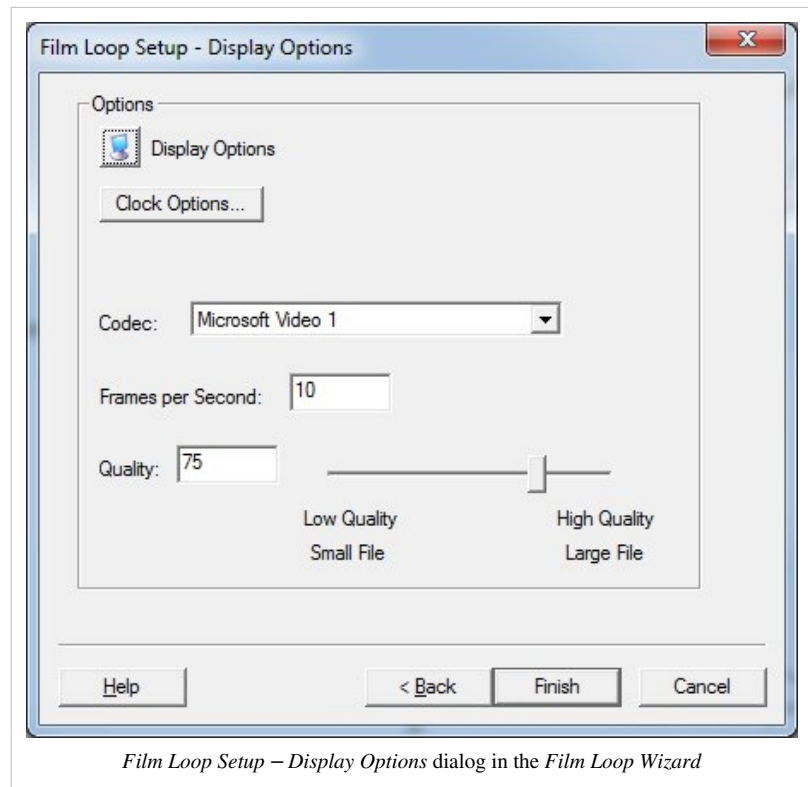 Film Loop Setup - Display Options
Options
Display Options
Clock Options...
Codec: Microsoft Video 1
Frames per Second: 10
Quality: 75
Low Quality High Quality
Small File Large File
Help < Back Finish Cancel
Film Loop Setup – Display Options dialog in the Film Loop Wizard